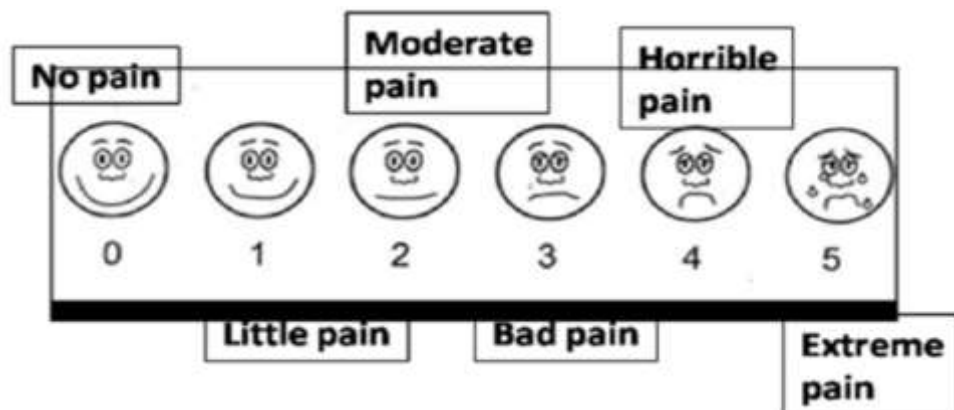 No pain
Moderate
pain
Horrible
pain
0 1 2 3 4 5
Little pain
Bad pain
Extreme
pain